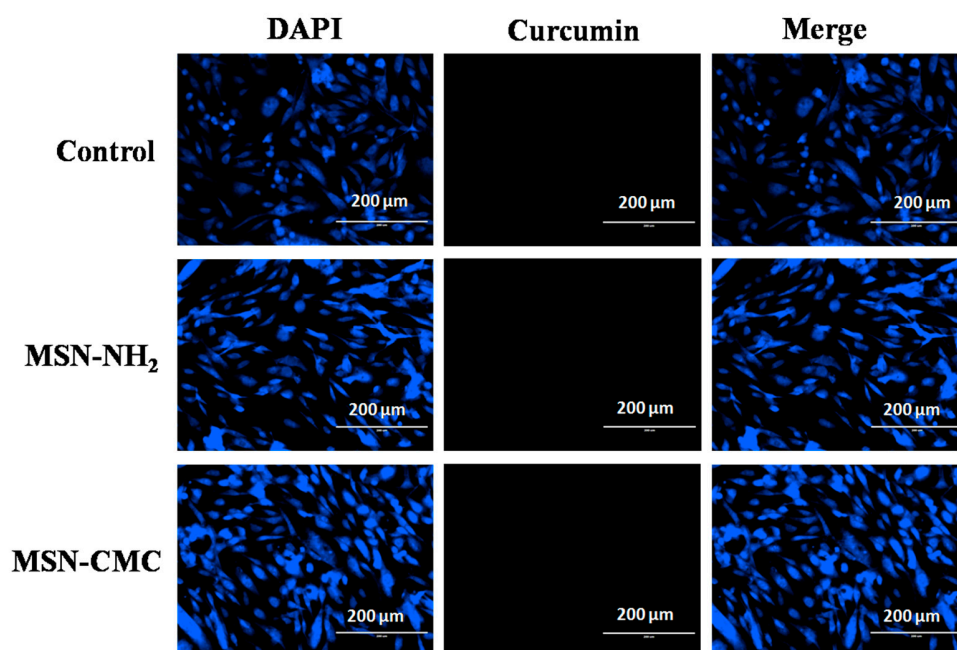 DAPI Curcumin Merge
Control
200 μm 200 μm 200 μm
MSN-NH₂
200 μm 200 μm 200 μm
MSN-CMC
200 μm 200 μm 200 μm